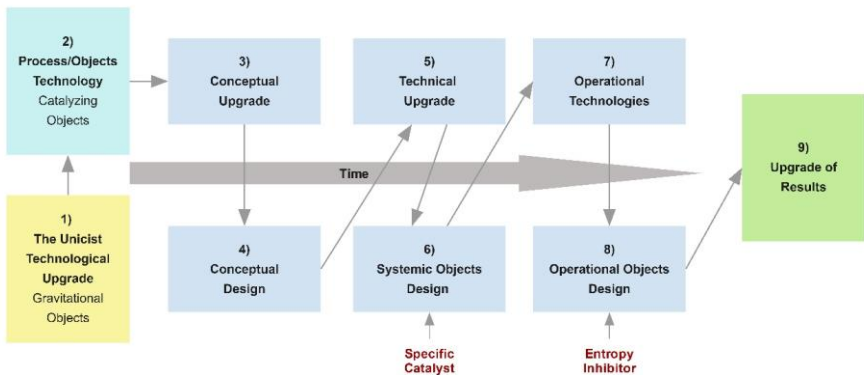 1)
The Unicist
Technological
Upgrade
Gravitational
Objects
2)
Process/Objects
Technology
Catalyzing
Objects
3)
Conceptual
Upgrade
4)
Conceptual
Design
5)
Technical
Upgrade
6)
Systemic Objects
Design
7)
Operational
Technologies
8)
Operational Objects
Design
9)
Upgrade of
Results
Time
Specific
Catalyst
Entropy
Inhibitor